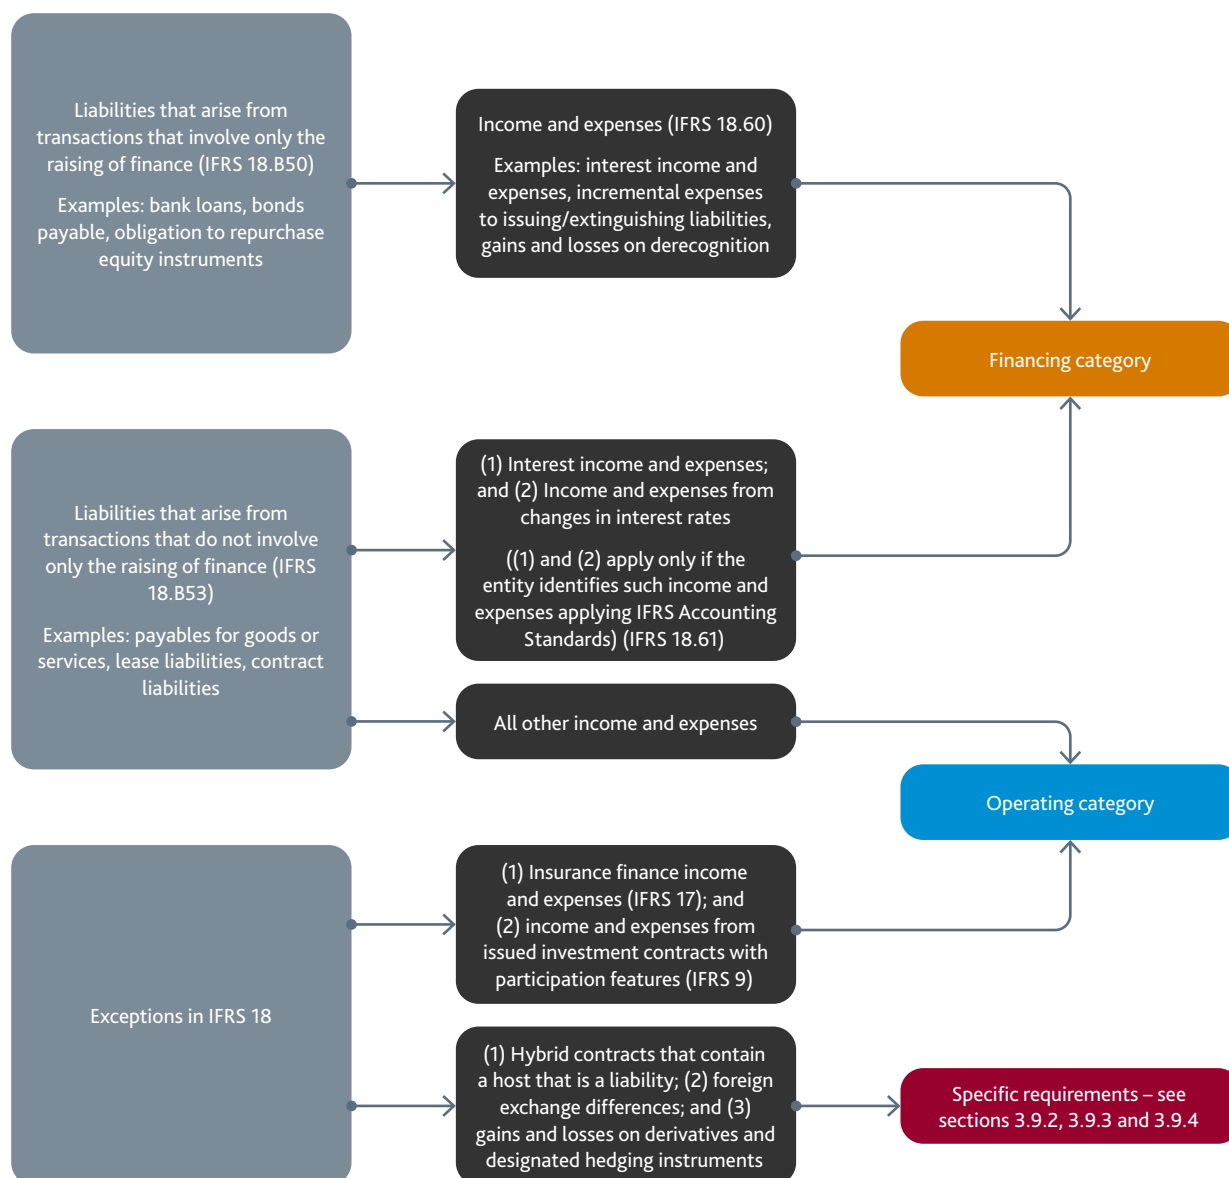 Liabilities that arise from
transactions that involve only the
raising of finance (IFRS 18.B50)
Examples: bank loans, bonds
payable, obligation to repurchase
equity instruments
Income and expenses (IFRS 18.60)
Examples: interest income and
expenses, incremental expenses
to issuing/extinguishing liabilities,
gains and losses on derecognition
Financing category
Liabilities that arise from
transactions that do not involve
only the raising of finance (IFRS
18.B53)
Examples: payables for goods or
services, lease liabilities, contract
liabilities
(1) Interest income and expenses;
and (2) Income and expenses from
changes in interest rates
((1) and (2) apply only if the
entity identifies such income and
expenses applying IFRS Accounting
Standards) (IFRS 18.61)
All other income and expenses
Operating category
Exceptions in IFRS 18
(1) Insurance finance income
and expenses (IFRS 17); and
(2) income and expenses from
issued investment contracts with
participation features (IFRS 9)
(1) Hybrid contracts that contain
a host that is a liability; (2) foreign
exchange differences; and (3)
gains and losses on derivatives and
designated hedging instruments
Specific requirements – see
sections 3.9.2, 3.9.3 and 3.9.4